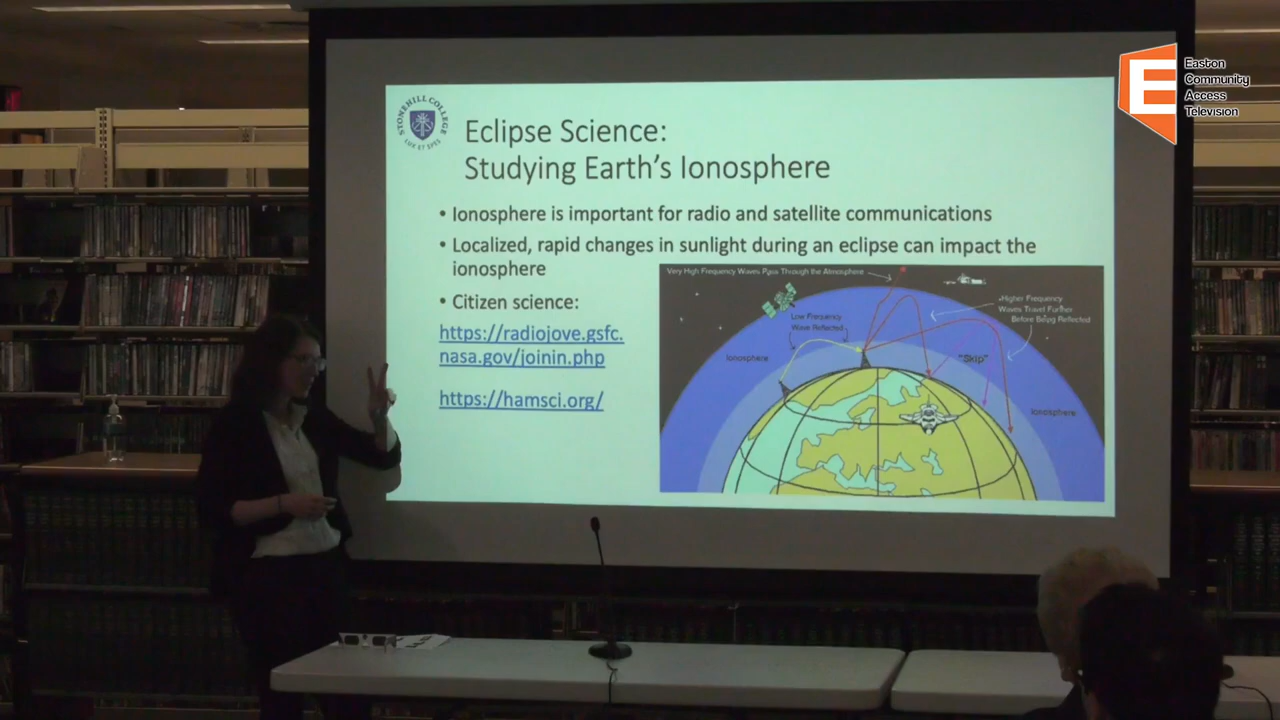 Easton
Community
Access
Television
STONEHILL COLLEGE
LUX ET SPES
Eclipse Science:
Studying Earth's Ionosphere
• Ionosphere is important for radio and satellite communications
• Localized, rapid changes in sunlight during an eclipse can impact the
ionosphere
• Citizen science:
https://radiojove.gsfc.
nasa.gov/joinin.php
https://hamsci.org/
Very High Frequency Waves Pass Through the Atmosphere
Higher Frequency
Waves Travel Further
Before Being Reflected
Low Frequency
Wave Reflected
Ionosphere
"Skip"
Ionosphere